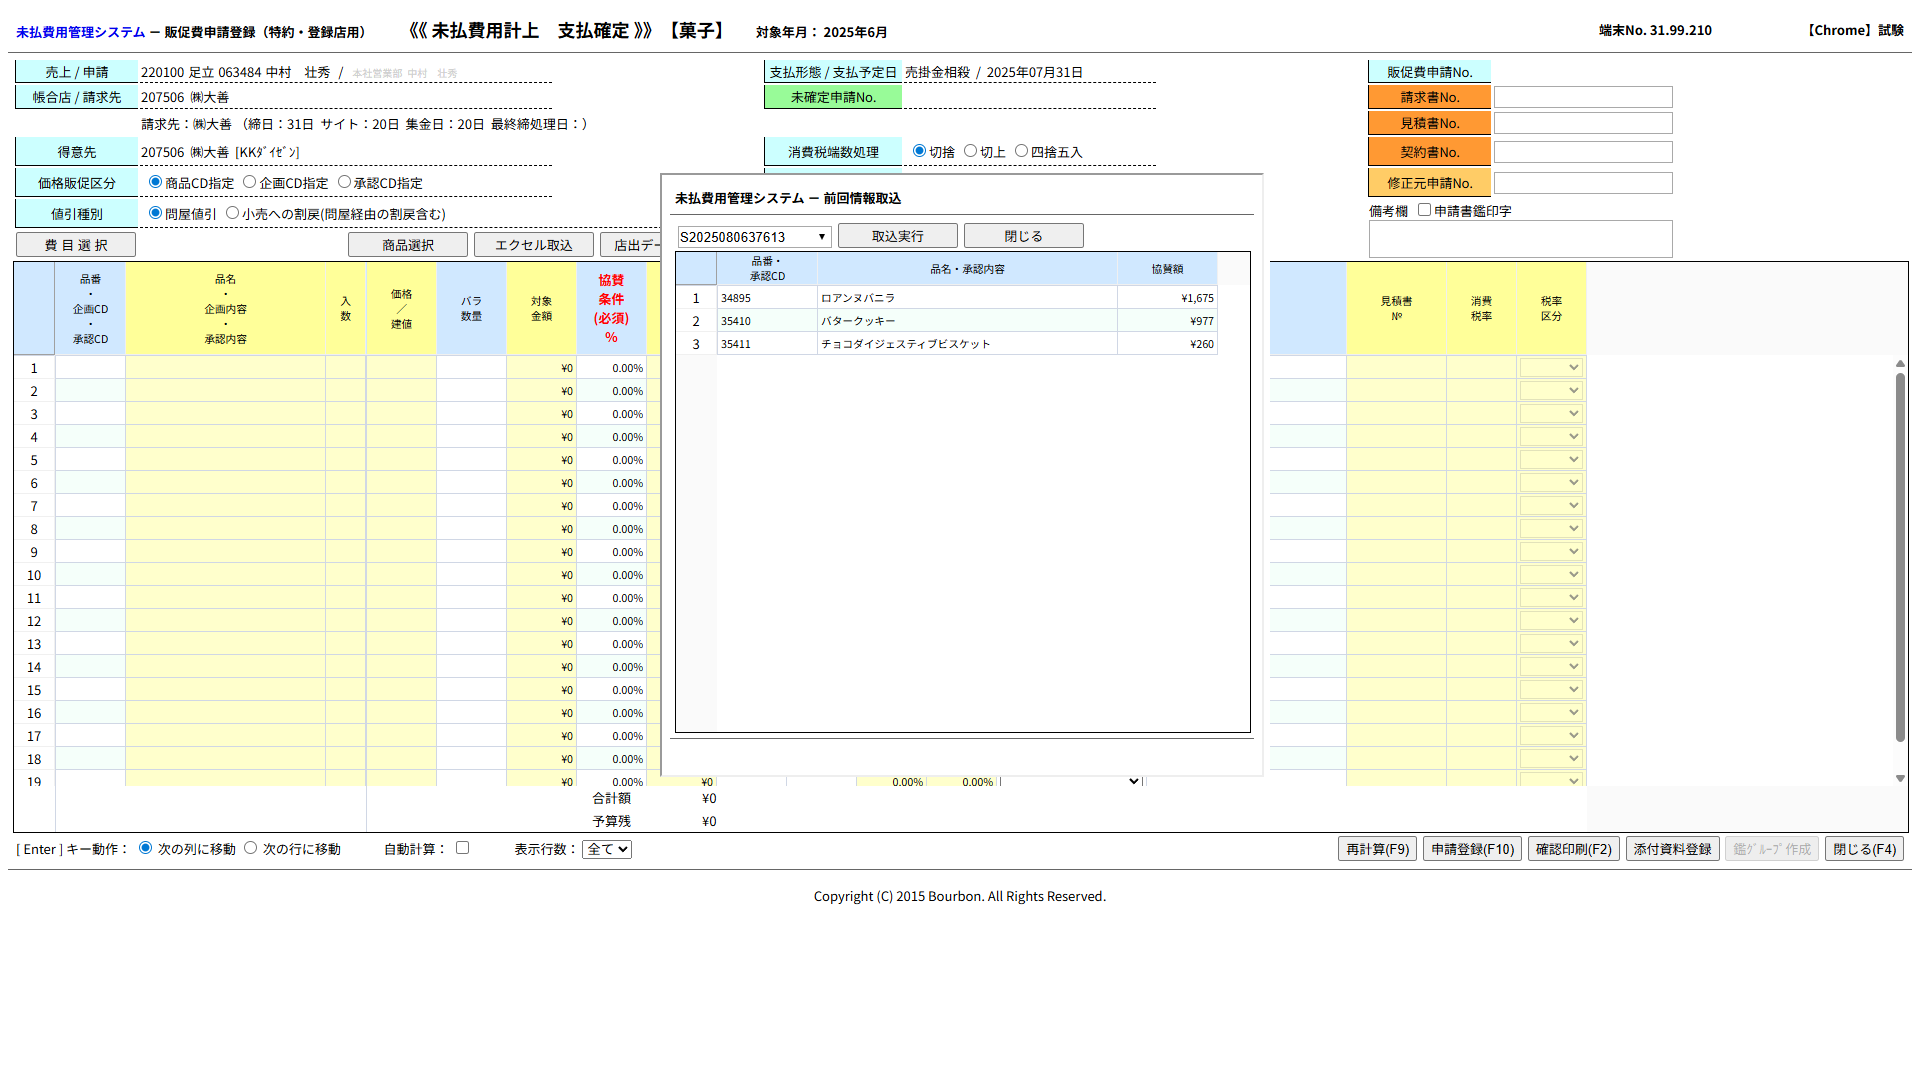 未払費用管理システム － 販促費申請登録（特約・登録店用）　《《 未払費用計上　支払確定 》》【菓子】　対象年月： 2025年6月　端末No. 31.99.210　【Chrome】試験
売上 / 申請　220100 足立 063484 中村　壮秀 / 本社営業部 中村　壮秀　支払形態 / 支払予定日　売掛金相殺 / 2025年07月31日　販促費申請No.
帳合店 / 請求先　207506 ㈱大善　未確定申請No.　請求書No.
請求先：㈱大善 （締日：31日 サイト：20日 集金日：20日 最終締処理日：）　見積書No.
得意先　207506 ㈱大善 [KKﾀﾞｲｾﾞﾝ]　消費税端数処理　切捨　切上　四捨五入　契約書No.
価格販促区分　商品CD指定　企画CD指定　承認CD指定　修正元申請No.
値引種別　問屋値引　小売への割戻(問屋経由の割戻含む)　備考欄　申請書鑑印字
費 目 選 択　商品選択　エクセル取込　店出デー
品番・企画CD・承認CD　品名・企画内容・承認内容　入数　価格／建値　バラ数量　対象金額　協賛条件(必須)%　見積書№　消費税率　税率区分
1　¥0　0.00%
2　¥0　0.00%
3　¥0　0.00%
4　¥0　0.00%
5　¥0　0.00%
6　¥0　0.00%
7　¥0　0.00%
8　¥0　0.00%
9　¥0　0.00%
10　¥0　0.00%
11　¥0　0.00%
12　¥0　0.00%
13　¥0　0.00%
14　¥0　0.00%
15　¥0　0.00%
16　¥0　0.00%
17　¥0　0.00%
18　¥0　0.00%
19　¥0　0.00%　¥0　0.00%　0.00%
合計額　¥0
予算残　¥0
未払費用管理システム － 前回情報取込
S2025080637613　取込実行　閉じる
品番・承認CD　品名・承認内容　協賛額
1　34895　ロアンヌバニラ　¥1,675
2　35410　バタークッキー　¥977
3　35411　チョコダイジェスティブビスケット　¥260
[ Enter ] キー動作：　次の列に移動　次の行に移動　自動計算：　表示行数：　全て　再計算(F9)　申請登録(F10)　確認印刷(F2)　添付資料登録　鑑ｸﾞﾙｰﾌﾟ作成　閉じる(F4)
Copyright (C) 2015 Bourbon. All Rights Reserved.